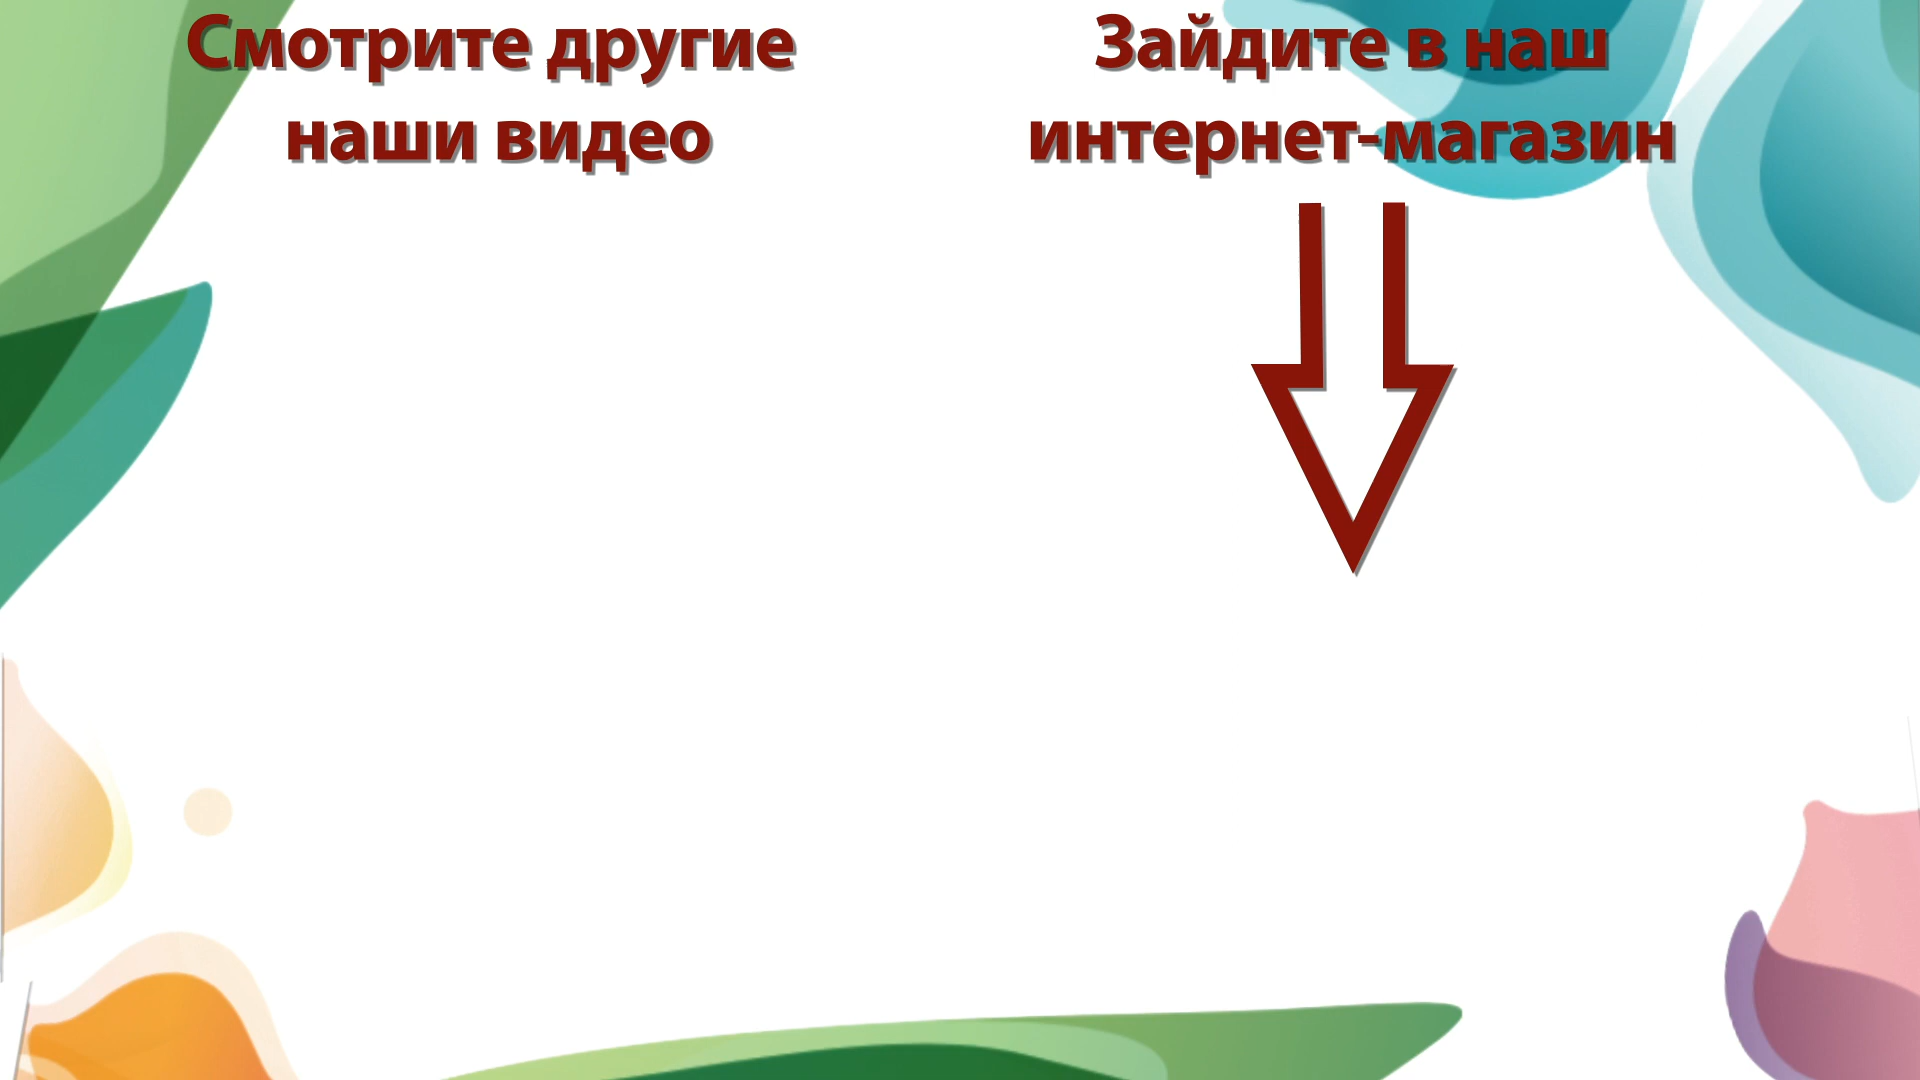 Смотрите другие
наши видео
Зайдите в наш
интернет-магазин